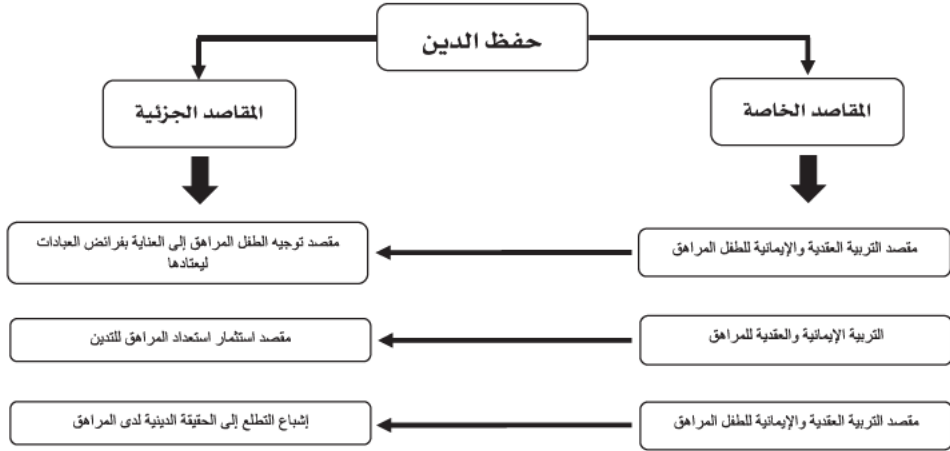 حفظ الدين
المقاصد الخاصة
المقاصد الجزئية
مقصد التربية العقدية والإيمانية للطفل المراهق
مقصد توجيه الطفل المراهق إلى العناية بفرائض العبادات
ليعتادها
التربية الإيمانية والعقدية للمراهق
مقصد استثمار استعداد المراهق للتدين
مقصد التربية العقدية والإيمانية للطفل المراهق
إشباع التطلع إلى الحقيقة الدينية لدى المراهق